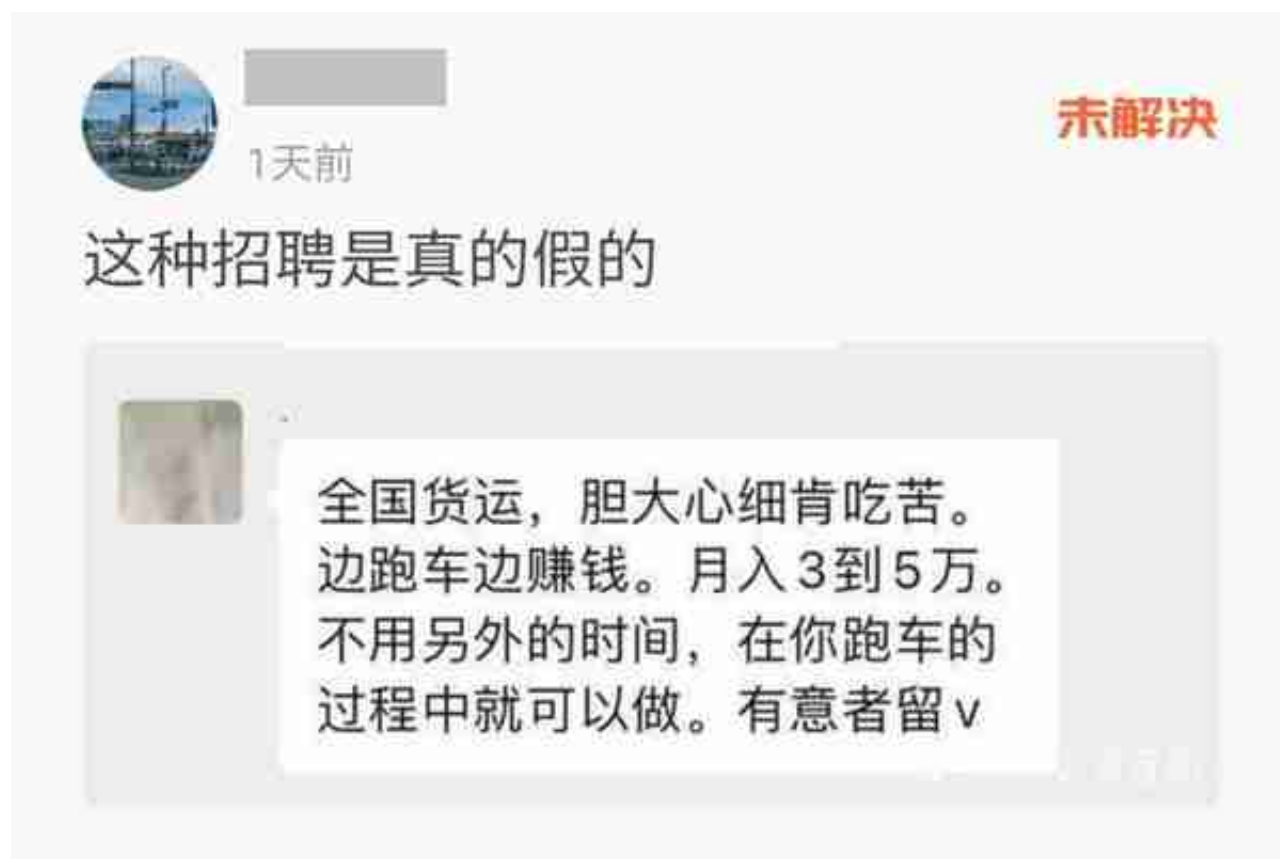 未解决
1天前
这种招聘是真的假的
全国货运，胆大心细肯吃苦。
边跑车边赚钱。月入3到5万。
不用另外的时间，在你跑车的
过程中就可以做。有意者留v